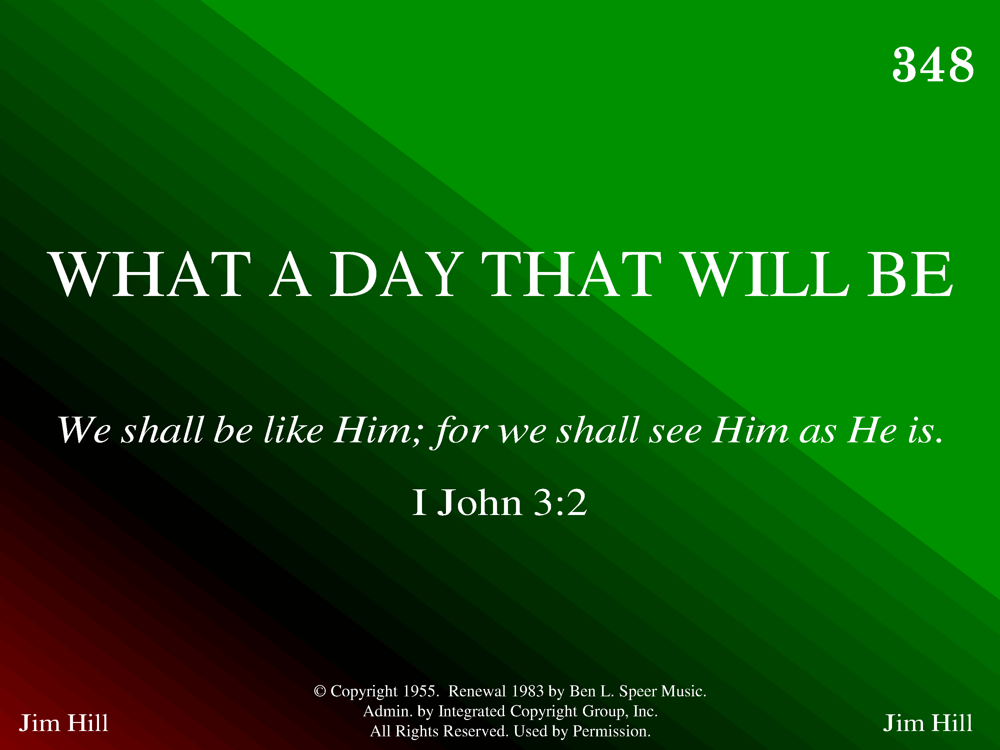 348
WHAT A DAY THAT WILL BE
We shall be like Him; for we shall see Him as He is.
I John 3:2
© Copyright 1955.  Renewal 1983 by Ben L. Speer Music.
Admin. by Integrated Copyright Group, Inc.
All Rights Reserved. Used by Permission.
Jim Hill
Jim Hill